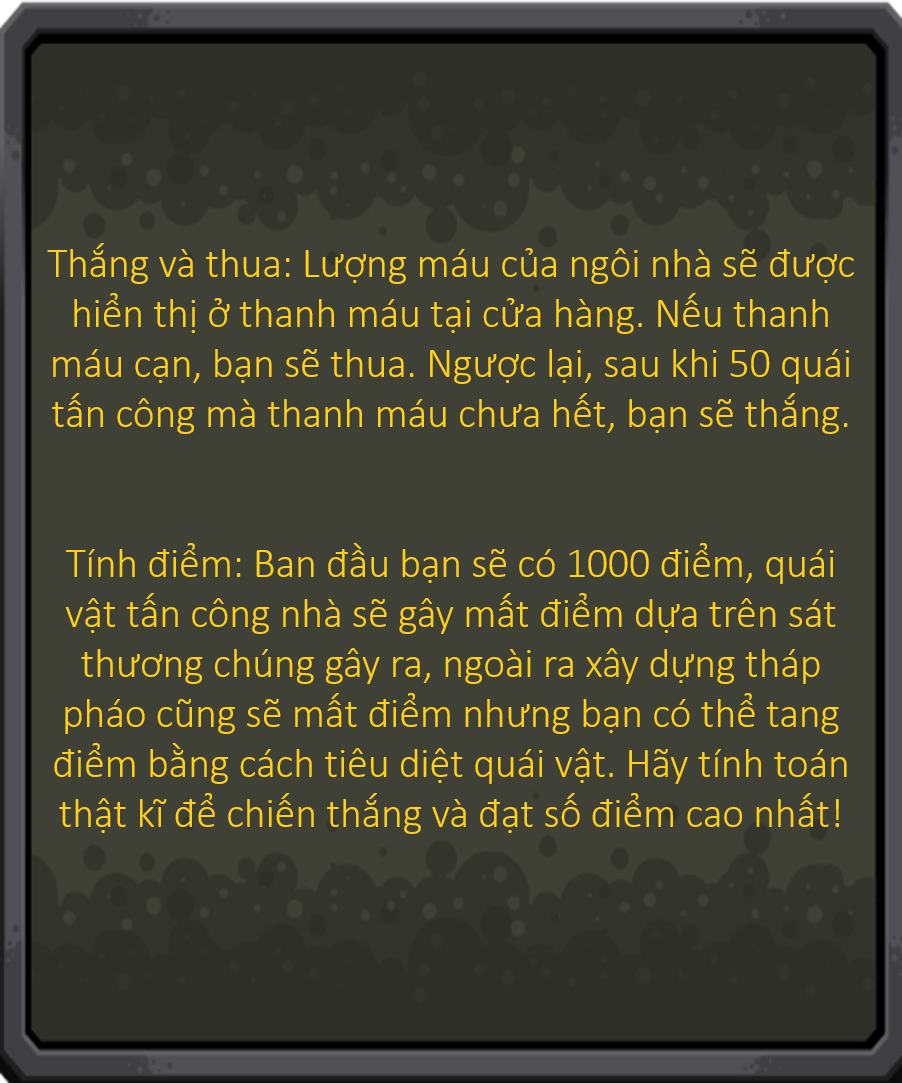 Thắng và thua: Lượng máu của ngôi nhà sẽ được
hiển thị ở thanh máu tại cửa hàng. Nếu thanh
máu cạn, bạn sẽ thua. Ngược lại, sau khi 50 quái
tấn công mà thanh máu chưa hết, bạn sẽ thắng.
Tính điểm: Ban đầu bạn sẽ có 1000 điểm, quái
vật tấn công nhà sẽ gây mất điểm dựa trên sát
thương chúng gây ra, ngoài ra xây dựng tháp
pháo cũng sẽ mất điểm nhưng bạn có thể tang
điểm bằng cách tiêu diệt quái vật. Hãy tính toán
thật kĩ để chiến thắng và đạt số điểm cao nhất!